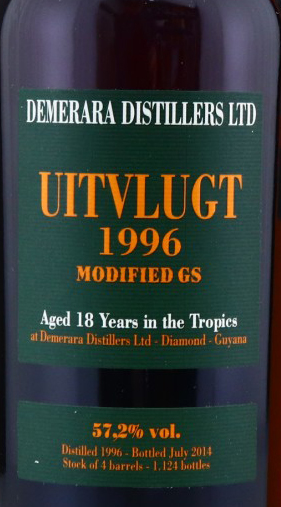 DEMERARA DISTILLERS LTD
UITVLUGT
1996
MODIFIED GS
Aged 18 Years in the Tropics
at Demerara Distillers Ltd - Diamond - Guyana
57,2% vol.
Distilled 1996 - Bottled July 2014
Stock of 4 barrels - 1.124 bottles